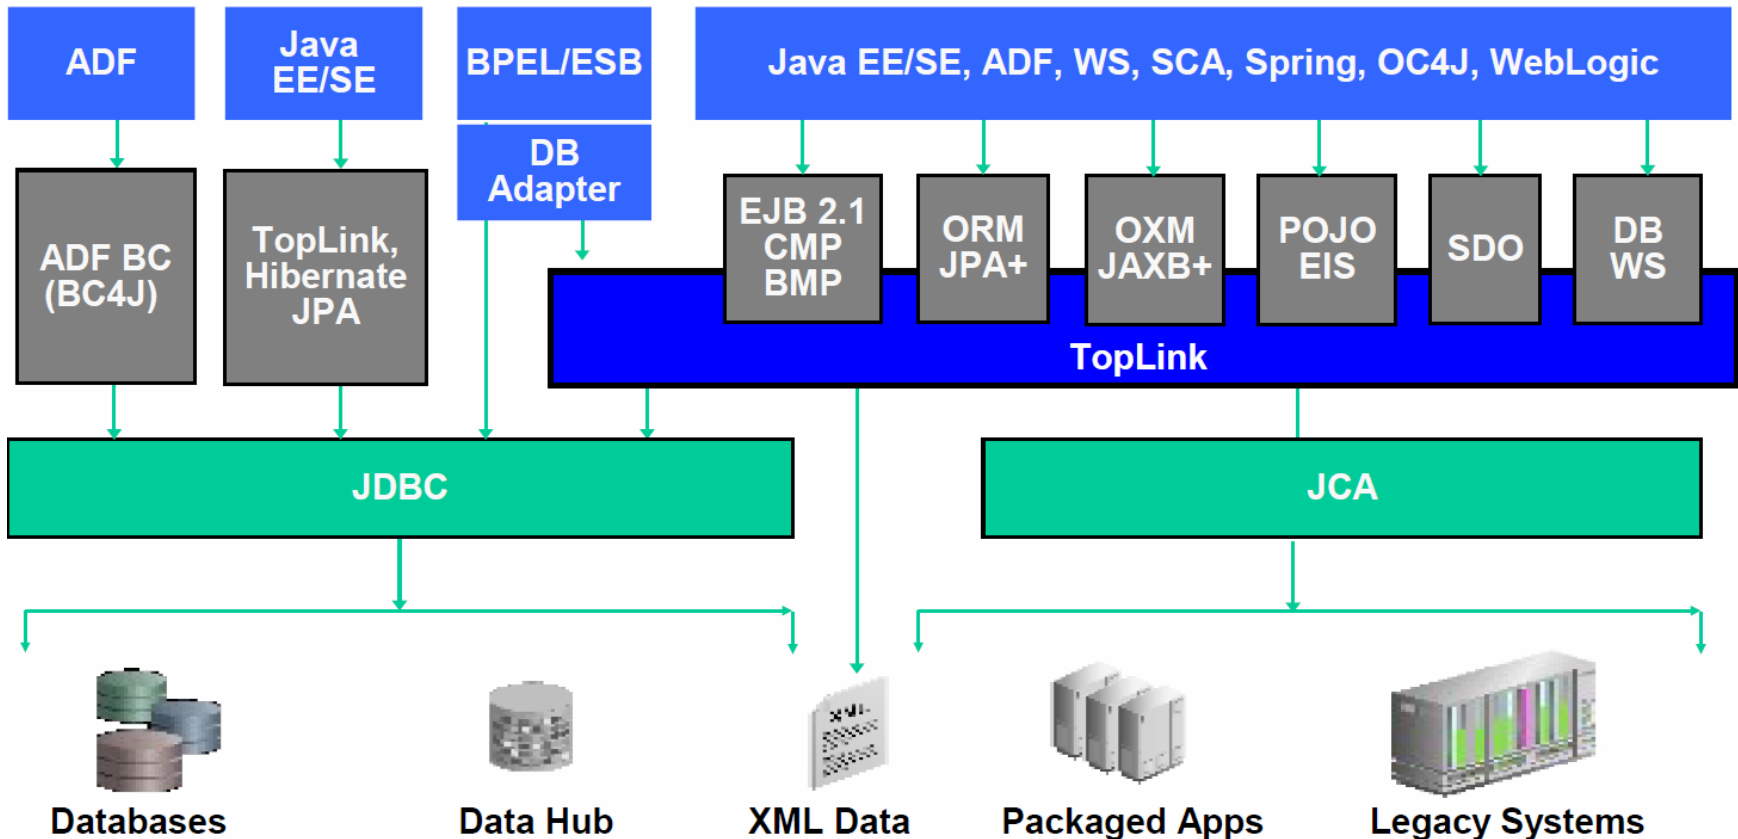 ADF
Java
EE/SE
BPEL/ESB
Java EE/SE, ADF, WS, SCA, Spring, OC4J, WebLogic
DB
Adapter
ADF BC
(BC4J)
TopLink,
Hibernate
JPA
EJB 2.1
CMP
BMP
ORM
JPA+
OXM
JAXB+
POJO
EIS
SDO
DB
WS
TopLink
JDBC
JCA
XML
Databases
Data Hub
XML Data
Packaged Apps
Legacy Systems